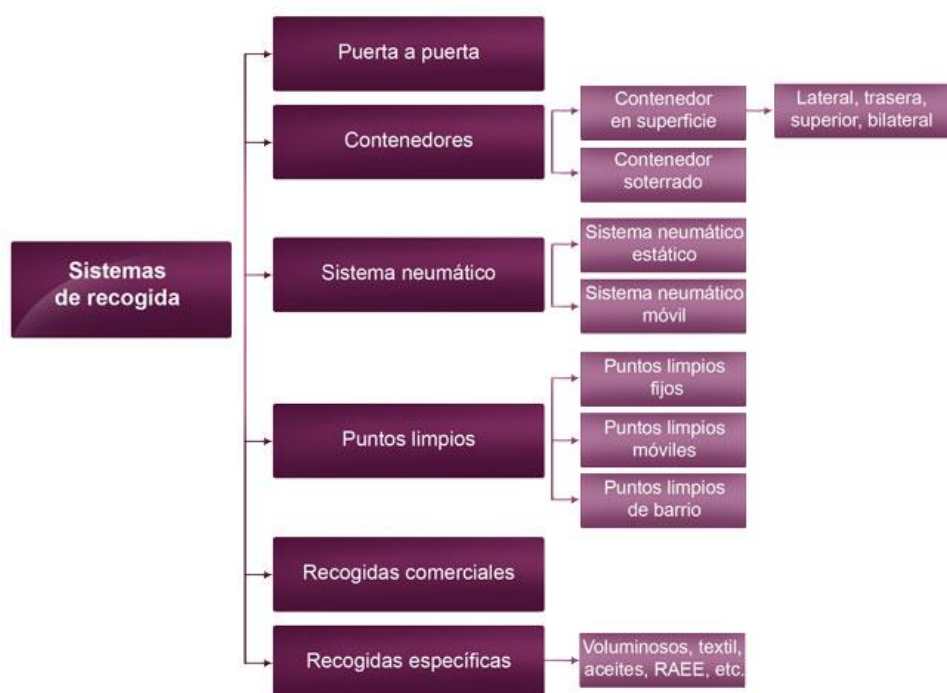 Sistemas
de recogida
Puerta a puerta
Contenedores
Contenedor
en superficie
Lateral, trasera,
superior, bilateral
Contenedor
soterrado
Sistema neumático
Sistema neumático
estático
Sistema neumático
móvil
Puntos limpios
Puntos limpios
fijos
Puntos limpios
móviles
Puntos limpios
de barrio
Recogidas comerciales
Recogidas específicas
Voluminosos, textil,
aceites, RAEE, etc.